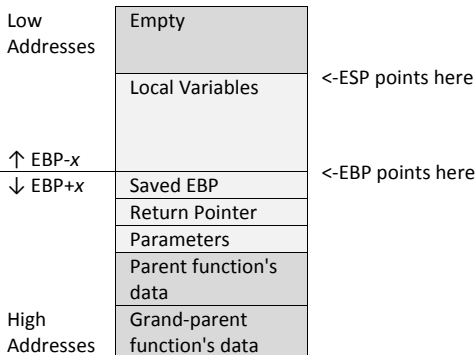 Low
Addresses
Empty
<-ESP points here
Local Variables
↑ EBP-x
<-EBP points here
↓ EBP+x
Saved EBP
Return Pointer
Parameters
Parent function's
data
High
Addresses
Grand-parent
function's data